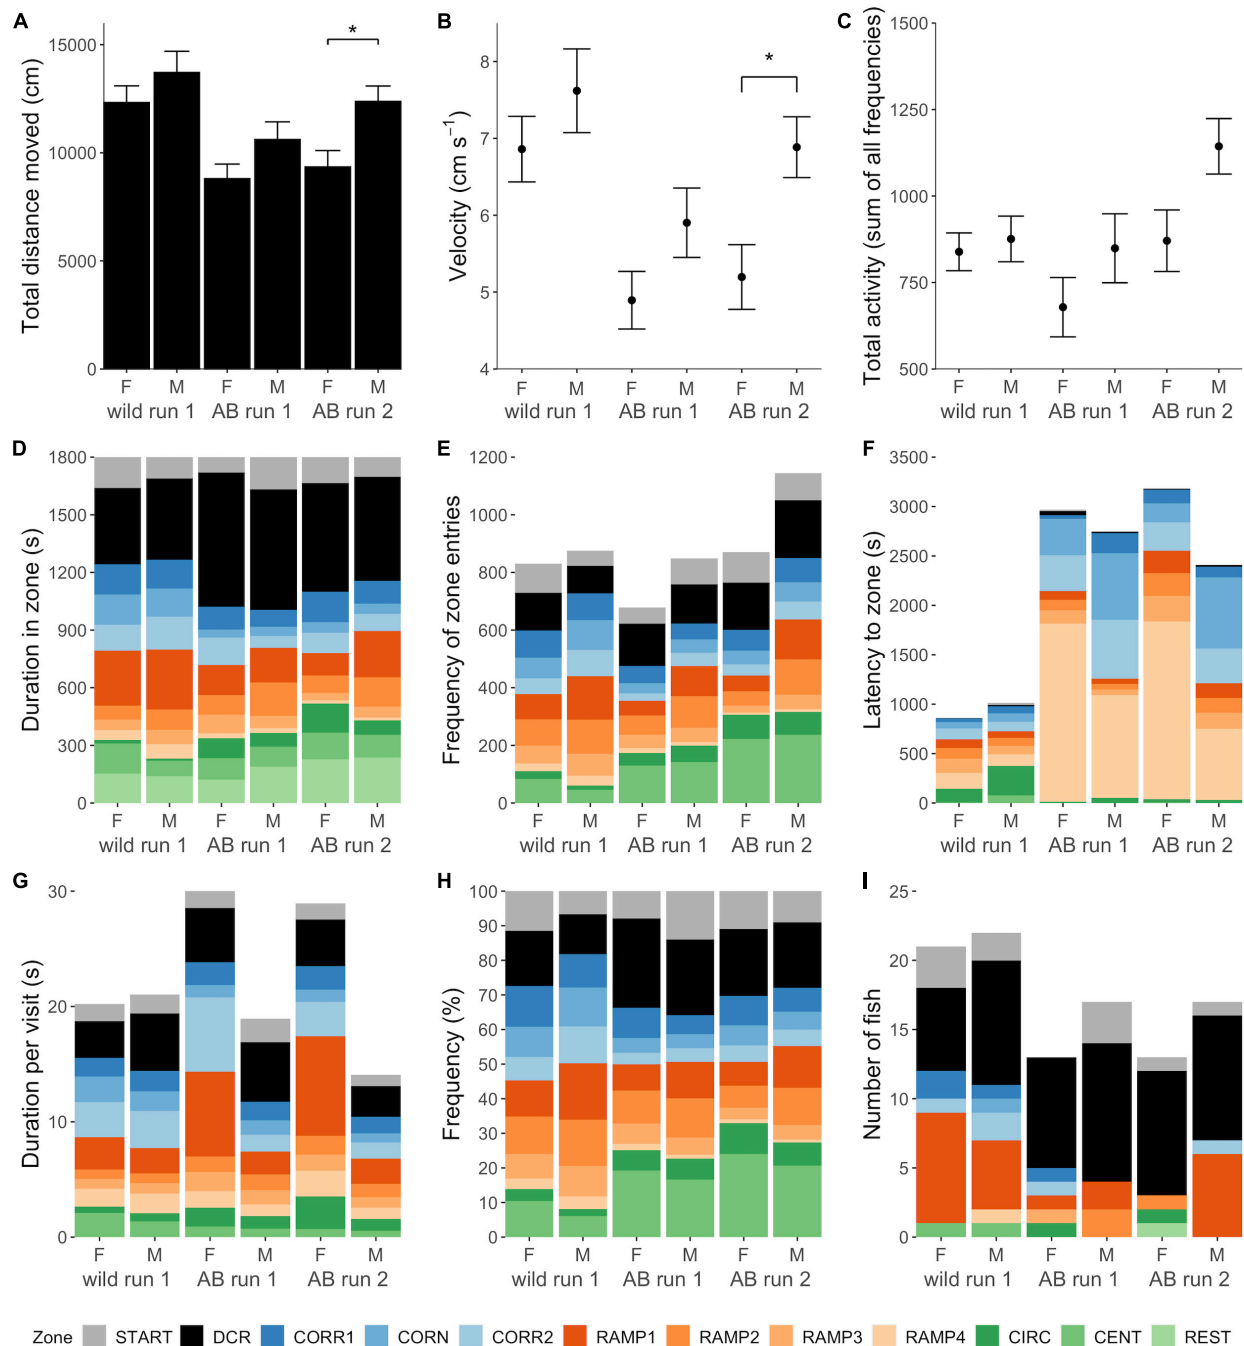 A
Total distance moved (cm)
15000
10000
5000
0
*
F M F M F M
wild run 1 AB run 1 AB run 2
B
Velocity (cm s−1)
8
7
6
5
4
*
F M F M F M
wild run 1 AB run 1 AB run 2
C
Total activity (sum of all frequencies)
1500
1250
1000
750
500
F M F M F M
wild run 1 AB run 1 AB run 2
D
Duration in zone (s)
1800
1500
1200
900
600
300
0
F M F M F M
wild run 1 AB run 1 AB run 2
E
Frequency of zone entries
1200
1000
800
600
400
200
0
F M F M F M
wild run 1 AB run 1 AB run 2
F
Latency to zone (s)
3500
3000
2500
2000
1500
1000
500
0
F M F M F M
wild run 1 AB run 1 AB run 2
G
Duration per visit (s)
30
20
10
0
F M F M F M
wild run 1 AB run 1 AB run 2
H
Frequency (%)
100
90
80
70
60
50
40
30
20
10
0
F M F M F M
wild run 1 AB run 1 AB run 2
I
Number of fish
25
20
15
10
5
0
F M F M F M
wild run 1 AB run 1 AB run 2
Zone START DCR CORR1 CORN CORR2 RAMP1 RAMP2 RAMP3 RAMP4 CIRC CENT REST